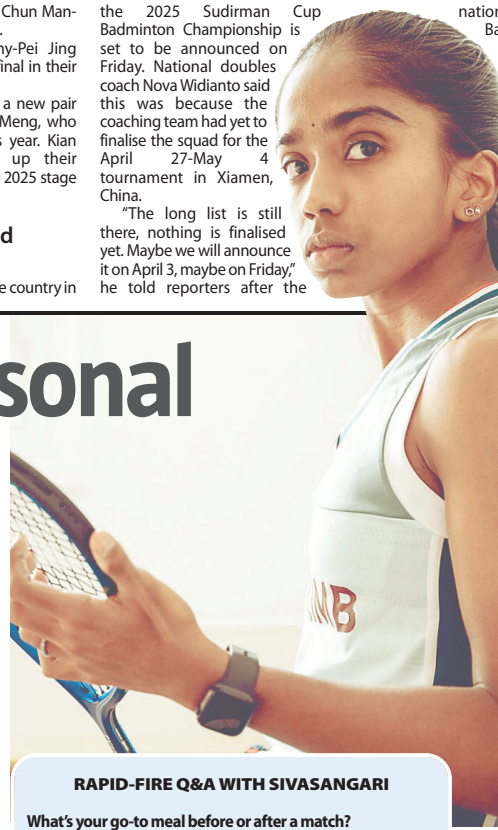 Chun Man-
.
ny-Pei Jing
final in their
a new pair
Meng, who
s year. Kian
up their
2025 stage
d
e country in
the 2025 Sudirman Cup
Badminton Championship is
set to be announced on
Friday. National doubles
coach Nova Widianto said
this was because the
coaching team had yet to
finalise the squad for the
April 27-May 4
tournament in Xiamen,
China.
“The long list is still
there, nothing is finalised
yet. Maybe we will announce
it on April 3, maybe on Friday,”
he told reporters after the
nation
Ba
sonal
MB
RAPID-FIRE Q&A WITH SIVASANGARI
What’s your go-to meal before or after a match?